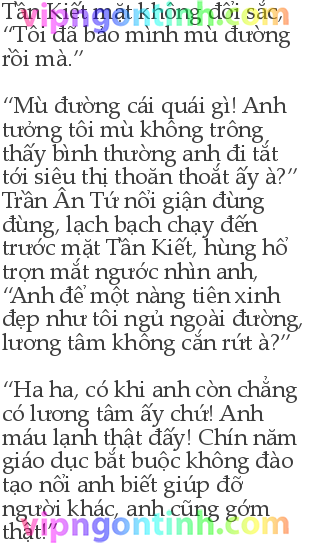 Tần Kiết mặt không đổi sắc,
“Tôi đã bảo mình mù đường
rồi mà.”
“Mù đường cái quái gì! Anh
tưởng tôi mù không trông
thấy bình thường anh đi tắt
tới siêu thị thoăn thoắt ấy à?”
Trần Ân Tứ nổi giận đùng
đùng, lạch bạch chạy đến
trước mặt Tần Kiết, hùng hổ
trợn mắt ngước nhìn anh,
“Anh để một nàng tiên xinh
đẹp như tôi ngủ ngoài đường,
lương tâm không cắn rứt à?”
“Ha ha, có khi anh còn chẳng
có lương tâm ấy chứ! Anh
máu lạnh thật đấy! Chín năm
giáo dục bắt buộc không đào
tạo nổi anh biết giúp đỡ
người khác, anh cũng gớm
thật!”
vipngontinh.com
vipngontinh.com